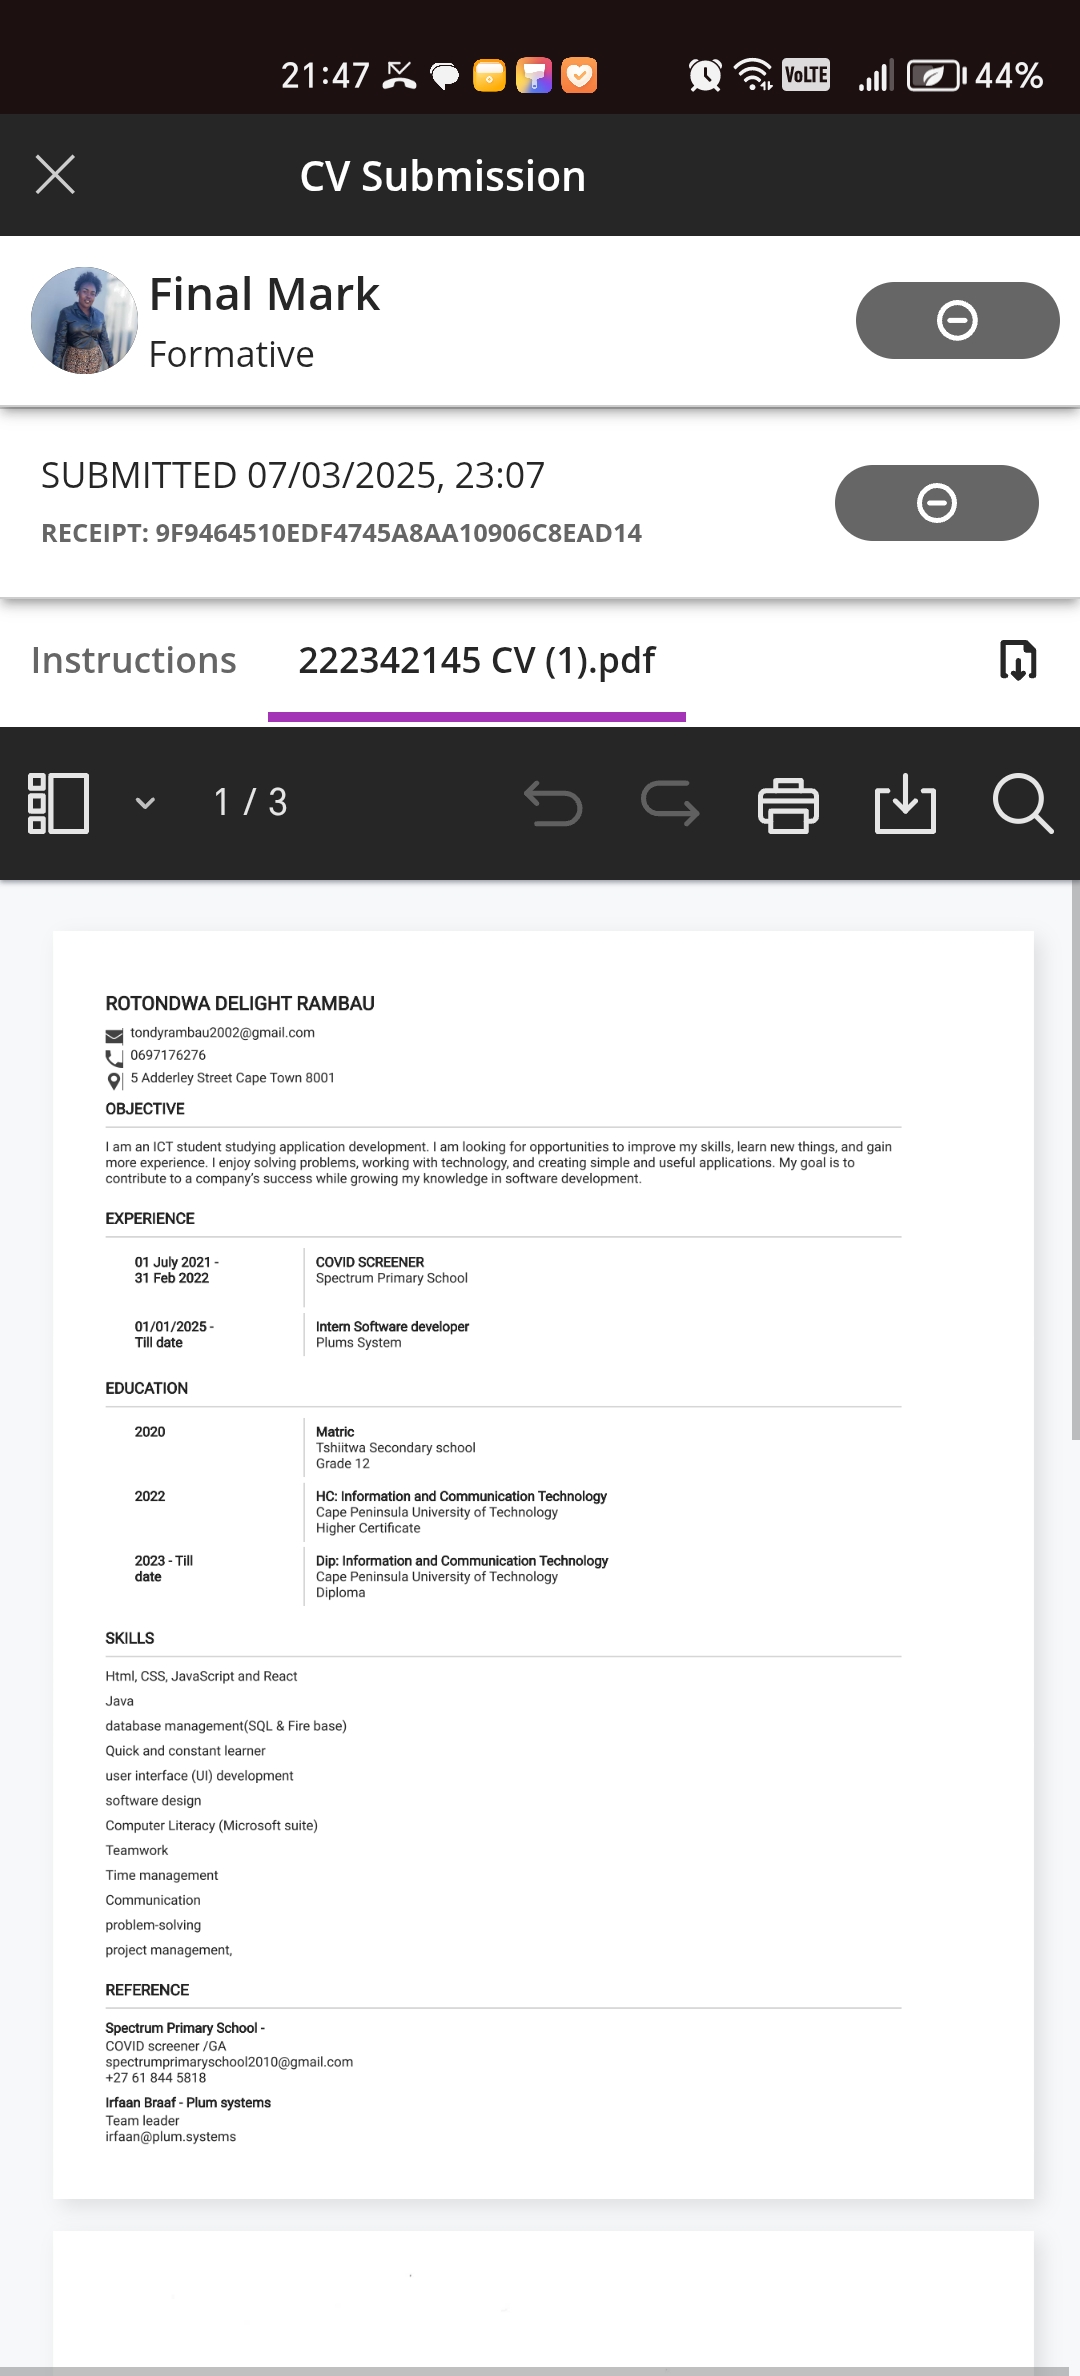 21:47 VoLTE 44%
CV Submission
Final Mark
Formative
SUBMITTED 07/03/2025, 23:07
RECEIPT: 9F9464510EDF4745A8AA10906C8EAD14
Instructions 222342145 CV (1).pdf
1 / 3
ROTONDWA DELIGHT RAMBAU
tondyrambau2002@gmail.com
0697176276
5 Adderley Street Cape Town 8001
OBJECTIVE
I am an ICT student studying application development. I am looking for opportunities to improve my skills, learn new things, and gain
more experience. I enjoy solving problems, working with technology, and creating simple and useful applications. My goal is to
contribute to a company's success while growing my knowledge in software development.
EXPERIENCE
01 July 2021 - COVID SCREENER
31 Feb 2022 Spectrum Primary School
01/01/2025 - Intern Software developer
Till date Plums System
EDUCATION
2020 Matric
Tshiitwa Secondary school
Grade 12
2022 HC: Information and Communication Technology
Cape Peninsula University of Technology
Higher Certificate
2023 - Till Dip: Information and Communication Technology
date Cape Peninsula University of Technology
Diploma
SKILLS
Html, CSS, JavaScript and React
Java
database management(SQL & Fire base)
Quick and constant learner
user interface (UI) development
software design
Computer Literacy (Microsoft suite)
Teamwork
Time management
Communication
problem-solving
project management,
REFERENCE
Spectrum Primary School -
COVID screener /GA
spectrumprimaryschool2010@gmail.com
+27 61 844 5818
Irfaan Braaf - Plum systems
Team leader
irfaan@plum.systems